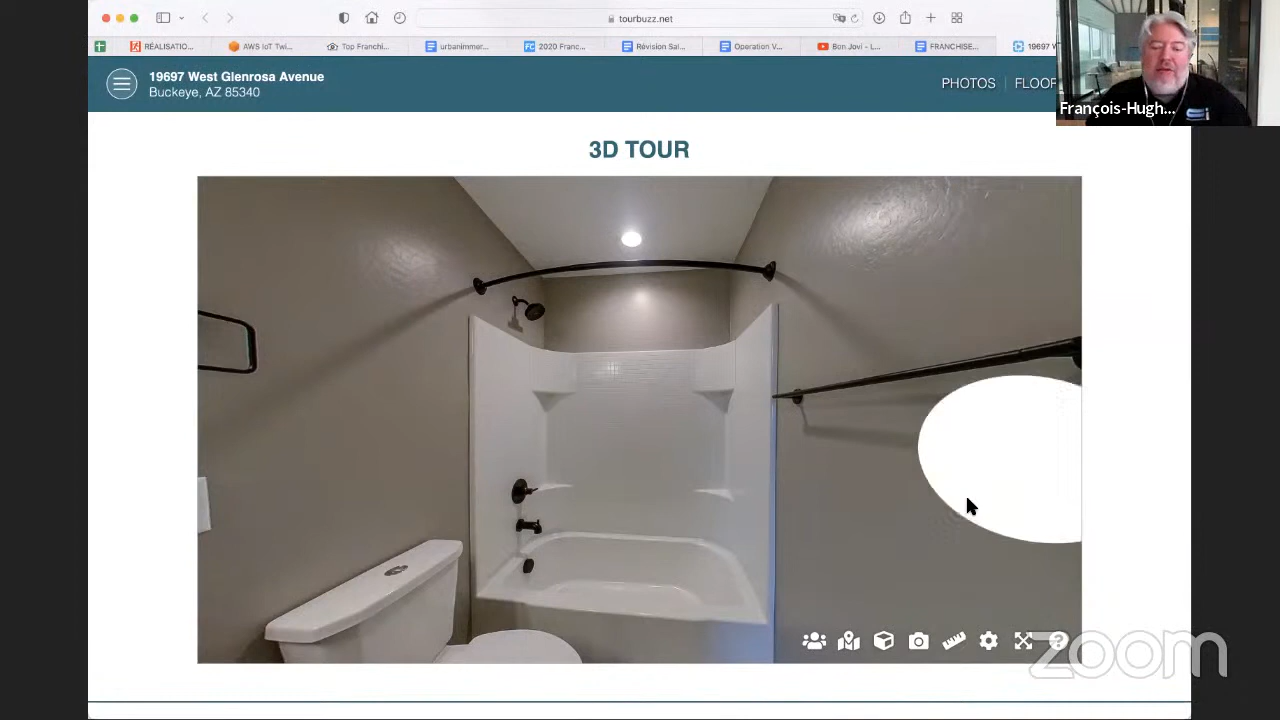 tourbuzz.net
RÉALISATIO...
AWS IoT Twi...
Top Franchi...
urbanimmer...
2020 Franc...
Révision Sal...
Operation V...
Bon Jovi - L...
FRANCHISE...
19697 W
19697 West Glenrosa Avenue
Buckeye, AZ 85340
PHOTOS | FLOOR
François-Hugh...
3D TOUR
zoom